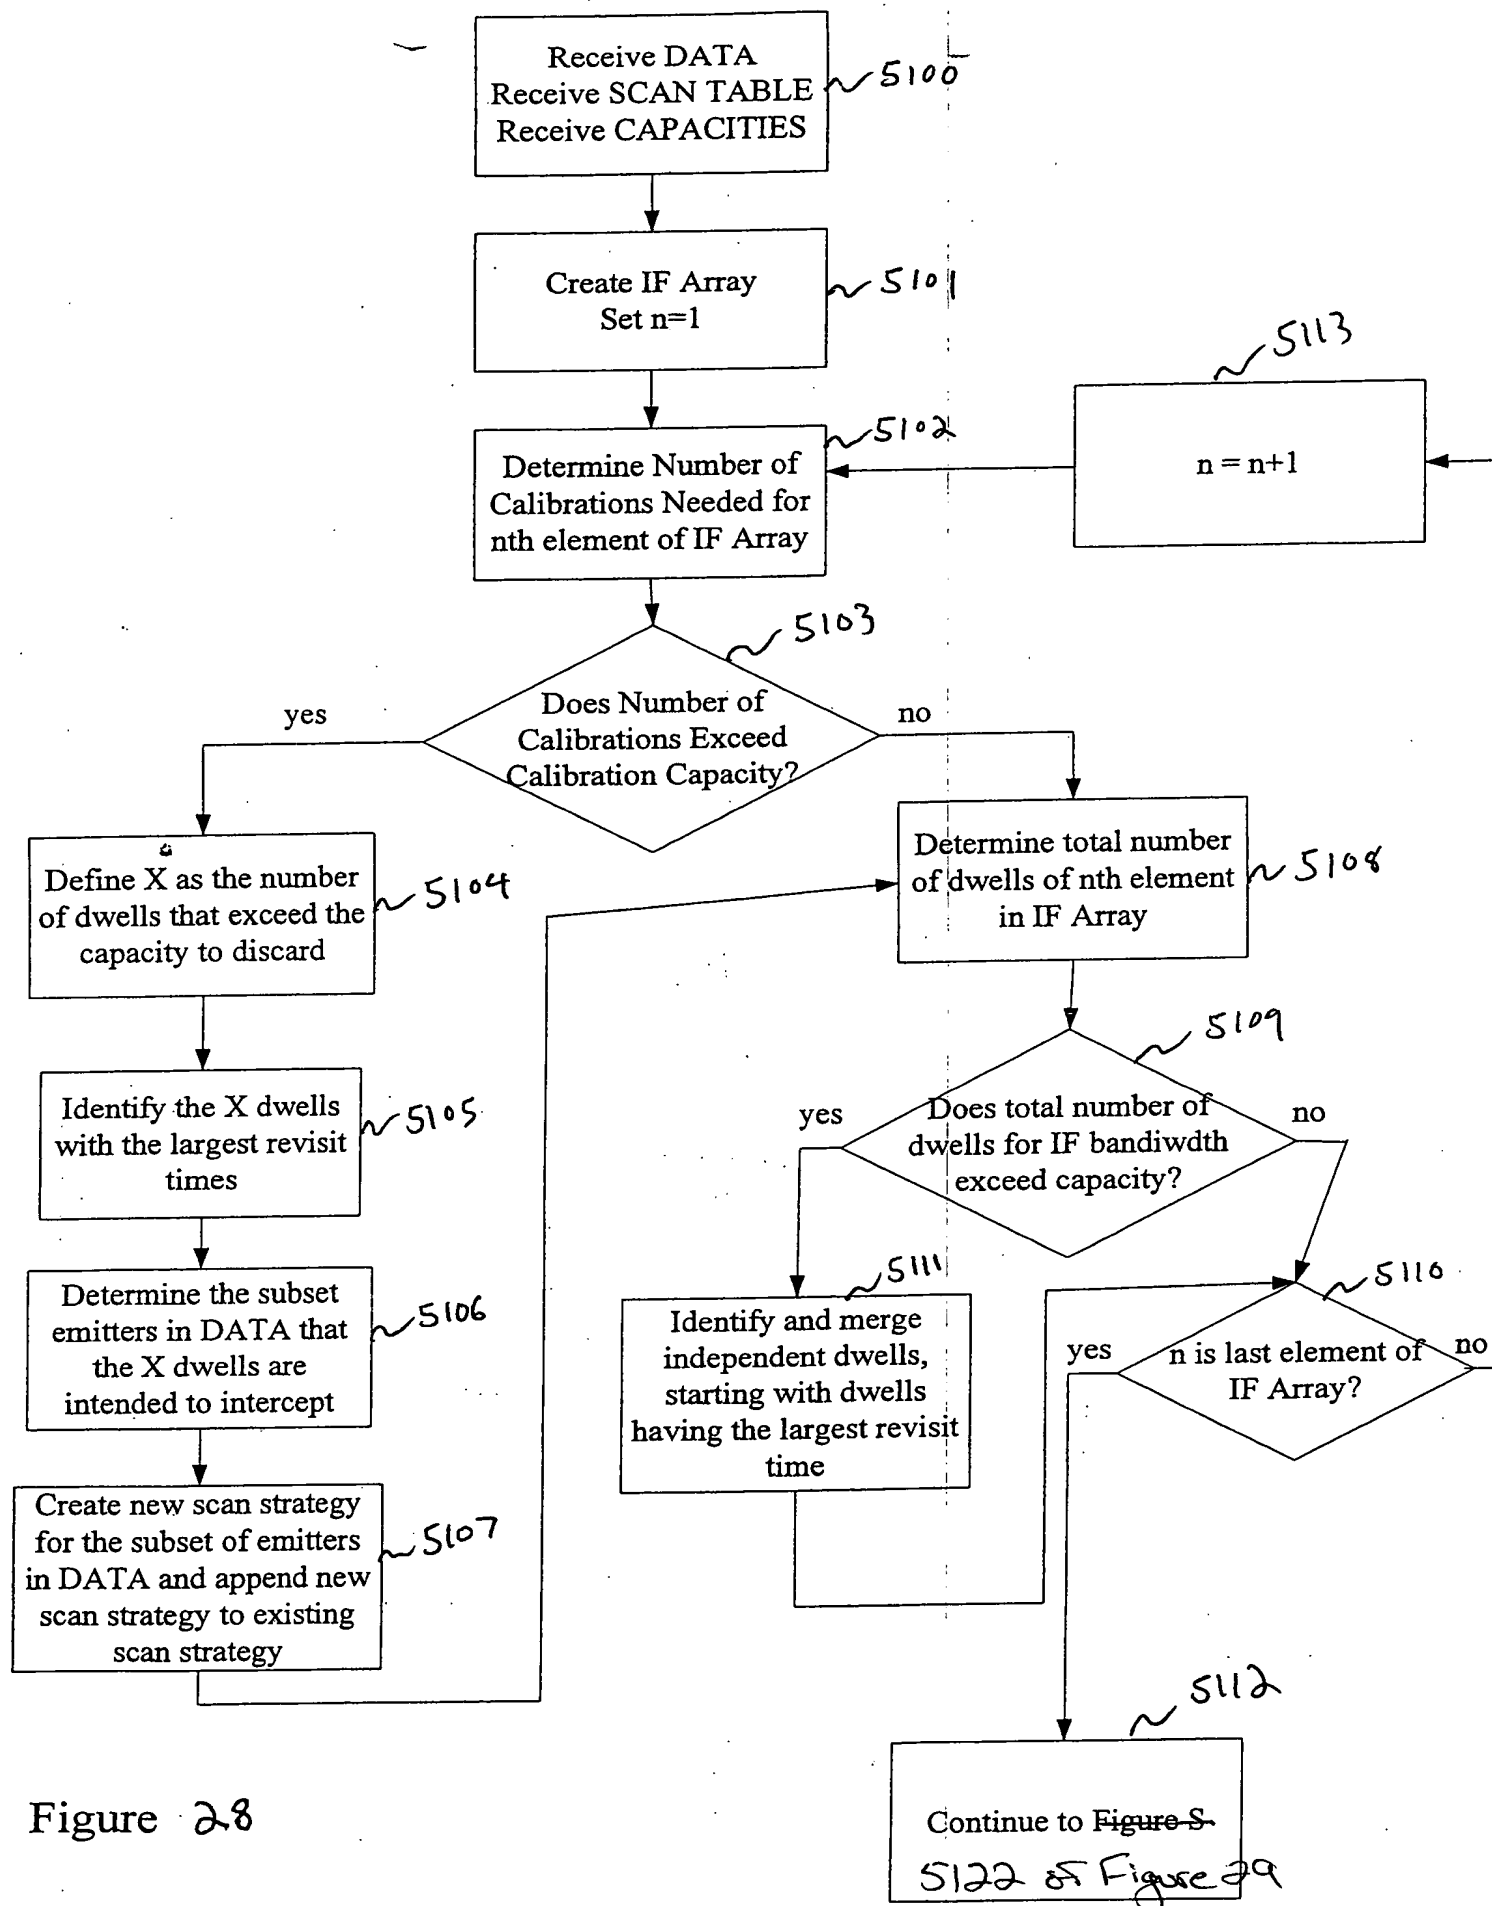 Receive DATA
Receive SCAN TABLE
Receive CAPACITIES
5100
Create IF Array
Set n=1
5101
5113
n = n+1
5102
Determine Number of
Calibrations Needed for
nth element of IF Array
5103
Does Number of
Calibrations Exceed
Calibration Capacity?
yes
no
Define X as the number
of dwells that exceed the
capacity to discard
5104
Determine total number
of dwells of nth element
in IF Array
5108
Identify the X dwells
with the largest revisit
times
5105
5109
Does total number of
dwells for IF bandiwdth
exceed capacity?
yes
no
Determine the subset
emitters in DATA that
the X dwells are
intended to intercept
5106
5111
Identify and merge
independent dwells,
starting with dwells
having the largest revisit
time
5110
n is last element of
IF Array?
yes
no
Create new scan strategy
for the subset of emitters
in DATA and append new
scan strategy to existing
scan strategy
5107
5112
Continue to Figure S
5122 of Figure 29
Figure 28